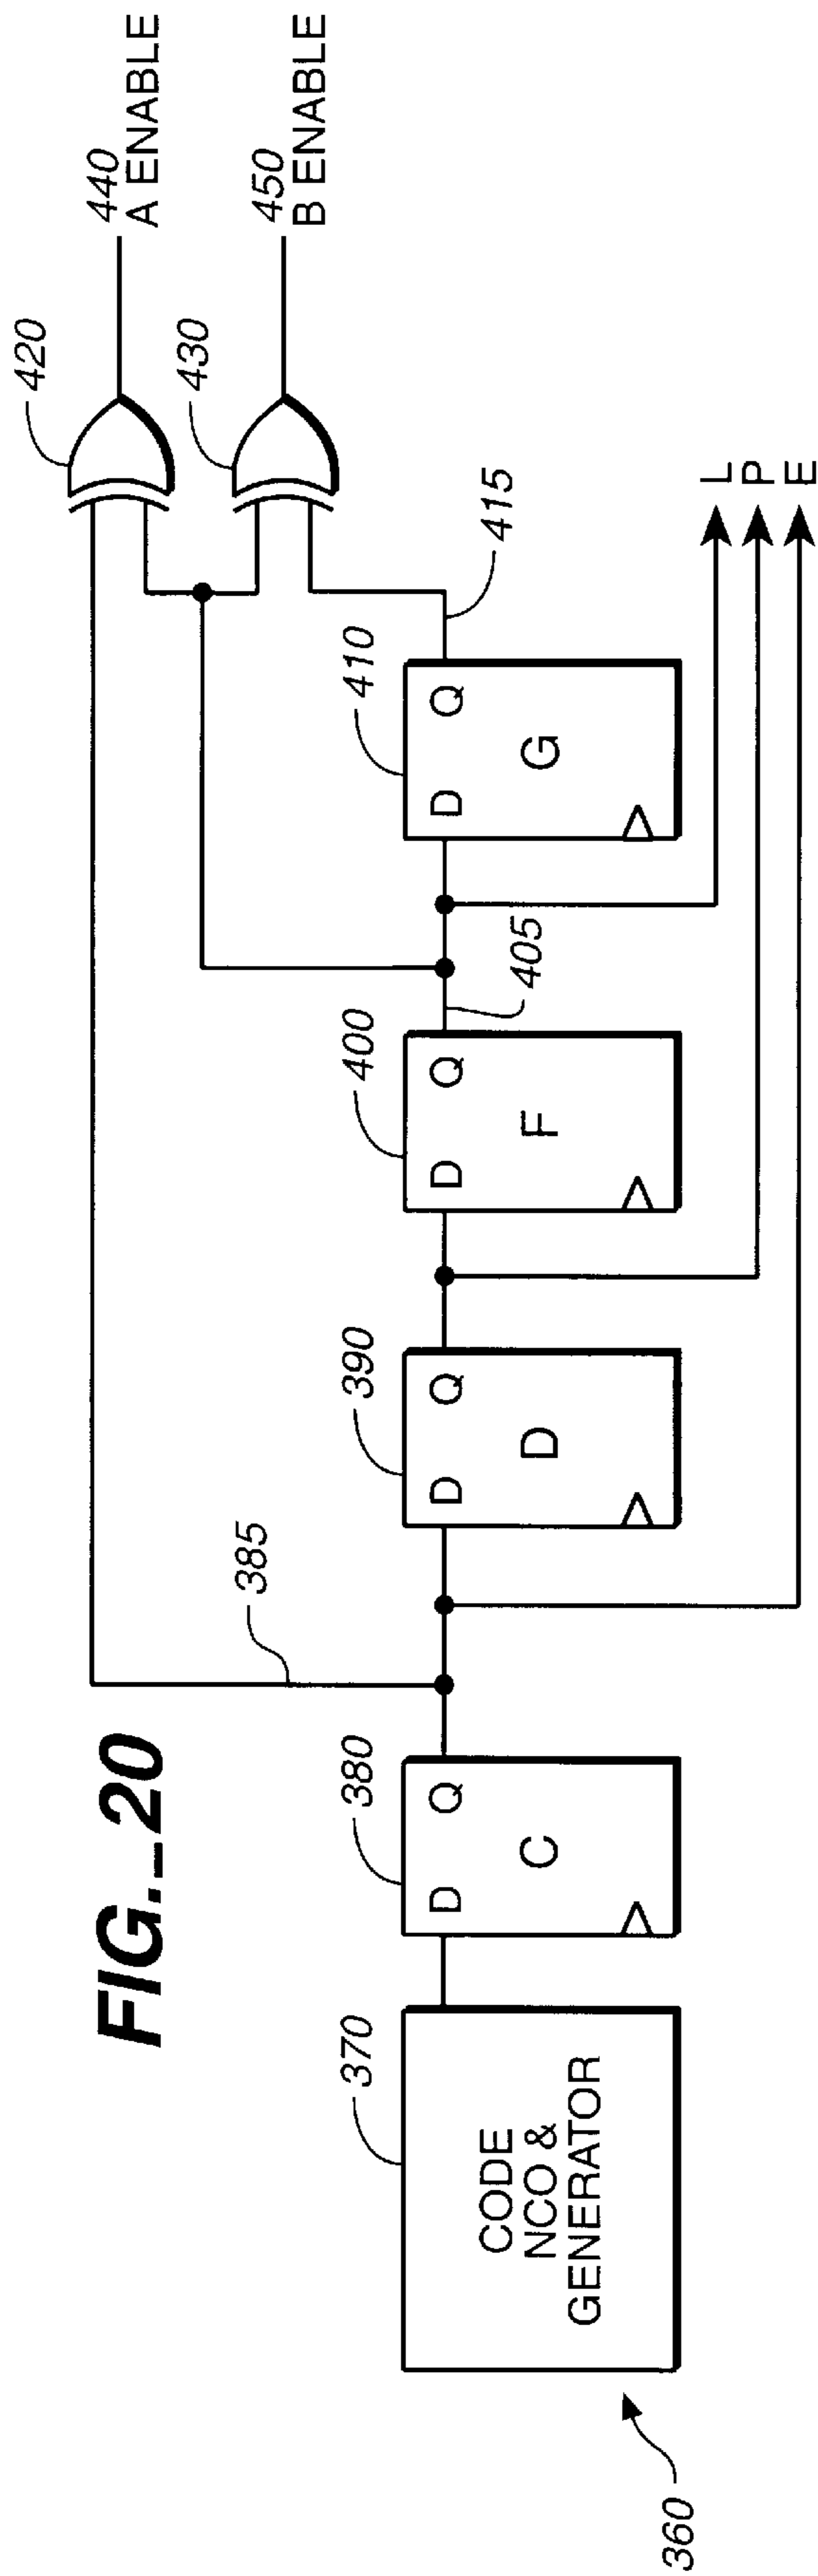 FIG._20
360
370
CODE
NCO &
GENERATOR
380
D Q
C
385
390
D Q
D
400
D Q
F
405
410
D Q
G
415
420
430
440
A ENABLE
450
B ENABLE
L
P
E